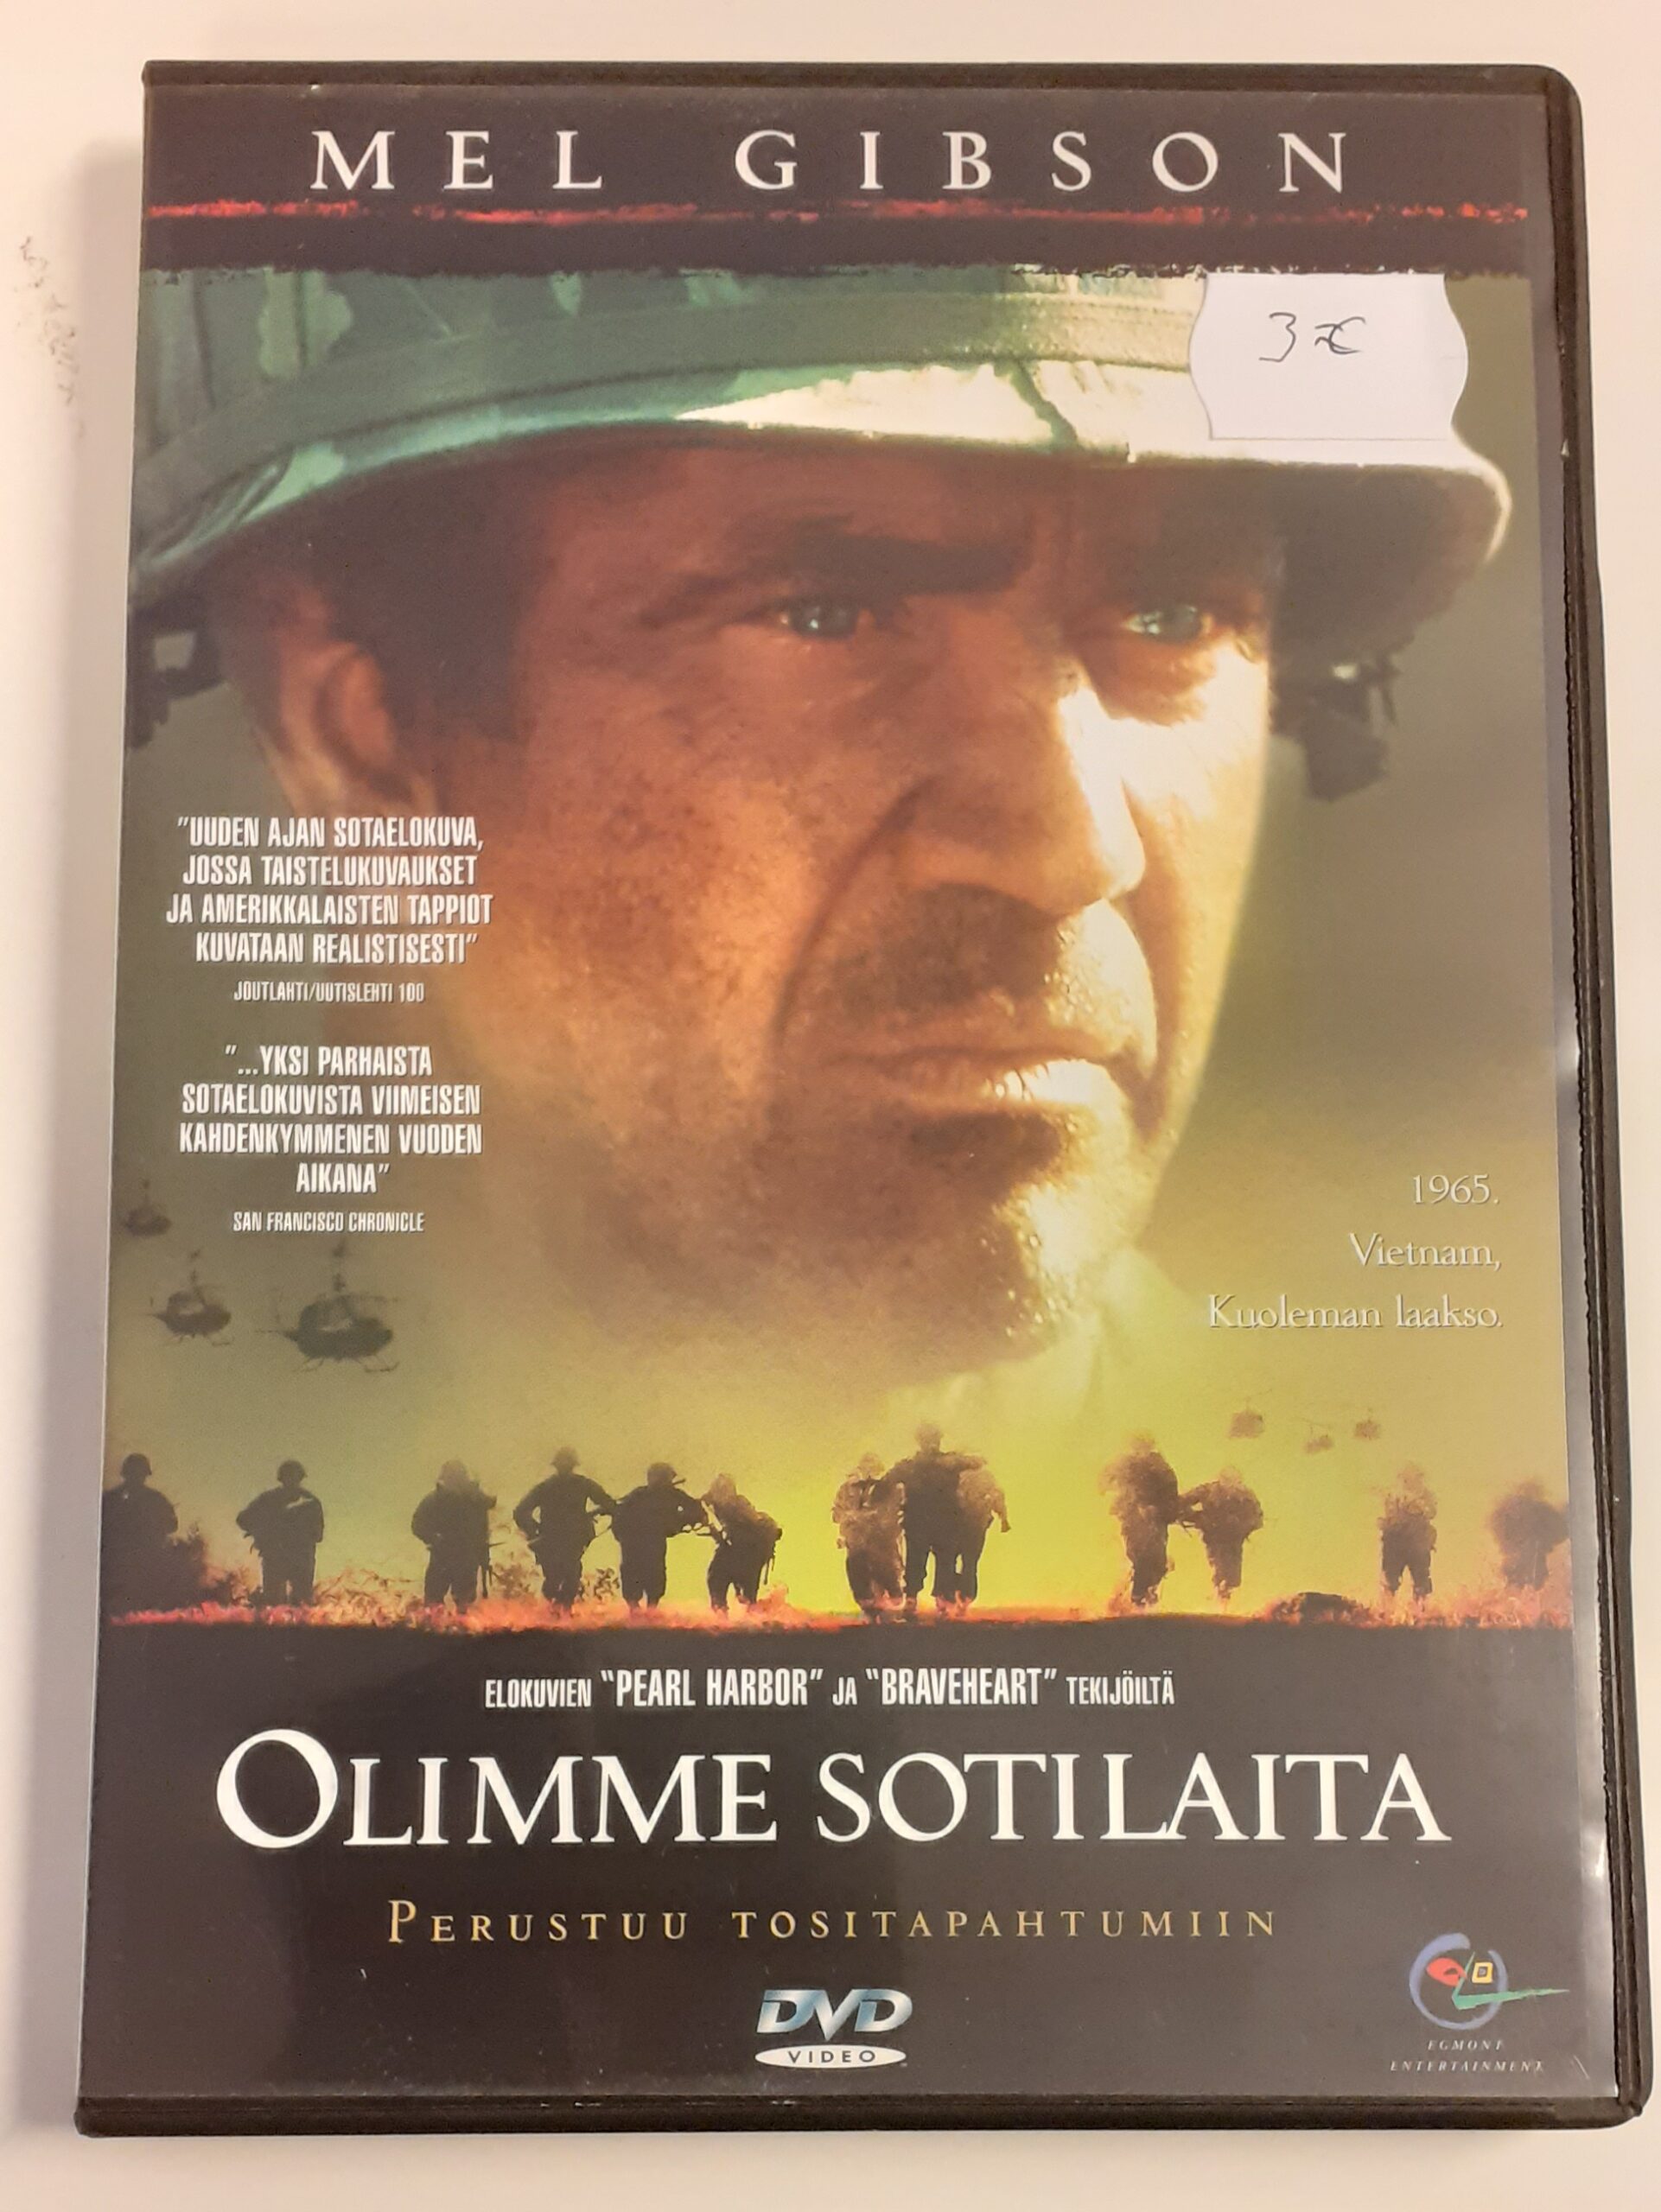 MEL GIBSON
3 €
"UUDEN AJAN SOTAELOKUVA,
JOSSA TAISTELUKUVAUKSET
JA AMERIKKALAISTEN TAPPIOT
KUVATAAN REALISTISESTI"
JOUTLAHTI/UUTISLEHTI 100
"...YKSI PARHAISTA
SOTAELOKUVISTA VIIMEISEN
KAHDENKYMMENEN VUODEN
AIKANA"
SAN FRANCISCO CHRONICLE
1965.
Vietnam,
Kuoleman laakso.
ELOKUVIEN "PEARL HARBOR" JA "BRAVEHEART" TEKIJÖILTÄ
OLIMME SOTILAITA
PERUSTUU TOSITAPAHTUMIIN
DVD
VIDEO
EGMONT
ENTERTAINMENT